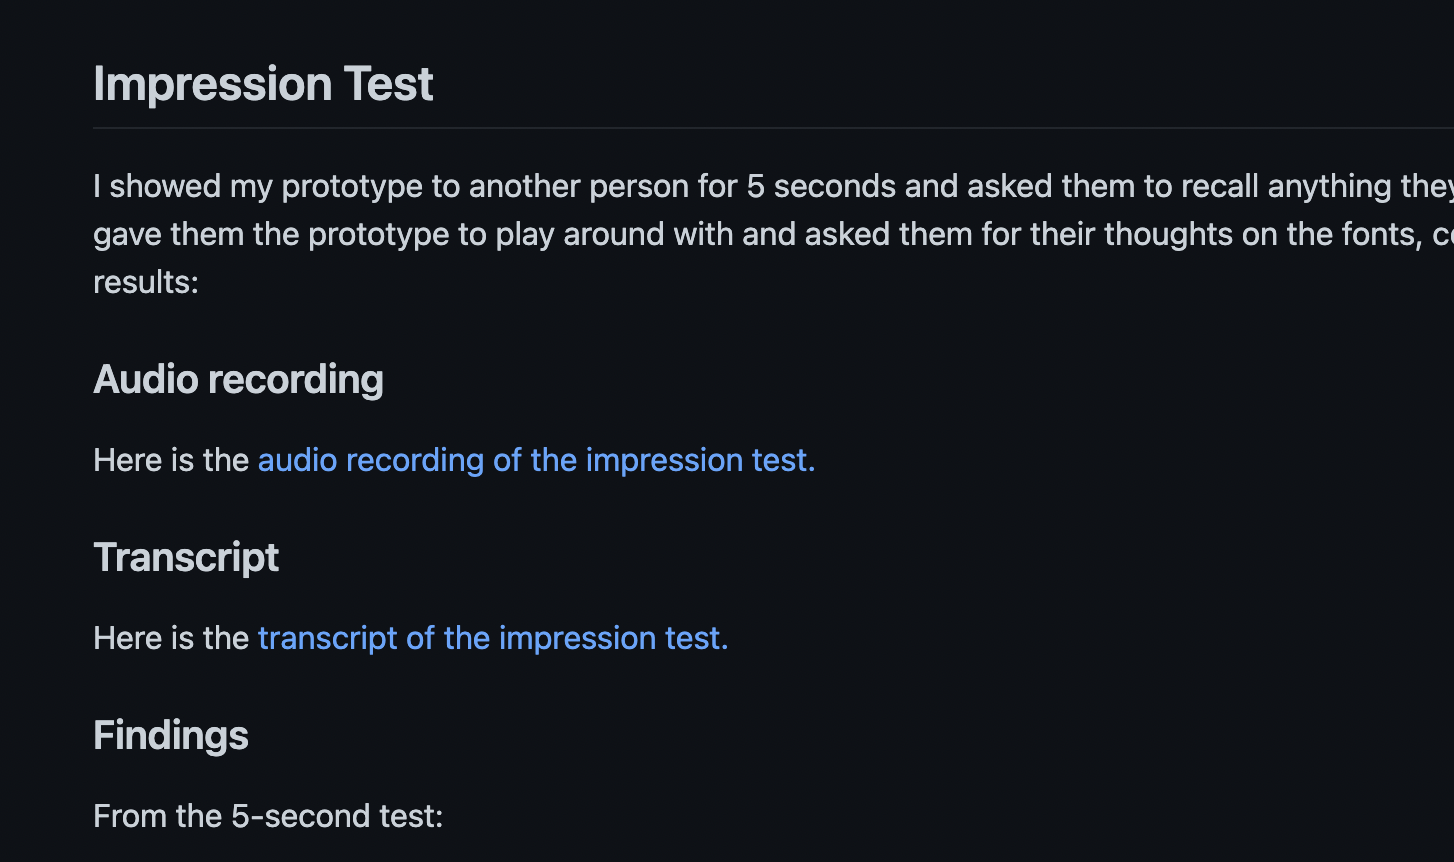 Impression Test
I showed my prototype to another person for 5 seconds and asked them to recall anything they
gave them the prototype to play around with and asked them for their thoughts on the fonts,
results:
Audio recording
Here is the audio recording of the impression test.
Transcript
Here is the transcript of the impression test.
Findings
From the 5-second test: